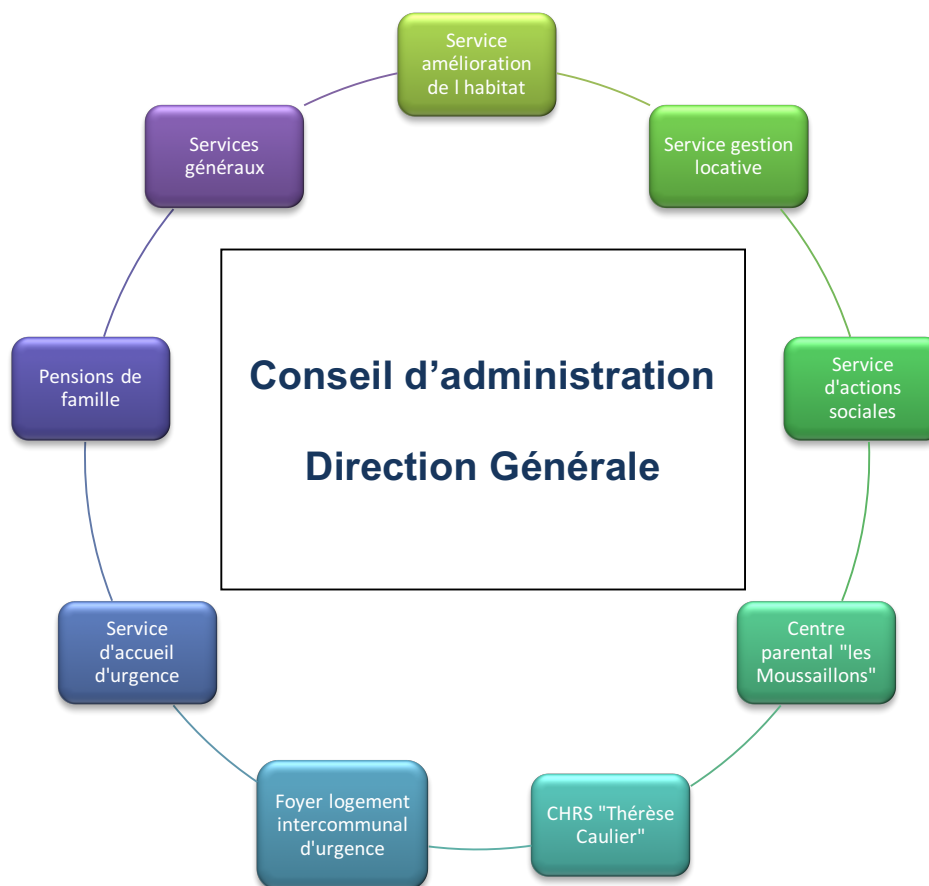 Service
amélioration
de l habitat
Service gestion
locative
Service
d'actions
sociales
Centre
parental "les
Moussaillons"
CHRS "Thérèse
Caulier"
Foyer logement
intercommunal
d'urgence
Service
d'accueil
d'urgence
Pensions de
famille
Services
généraux
Conseil d’administration
Direction Générale